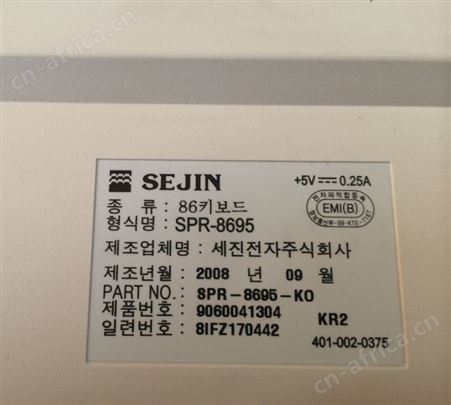 cn-africa.com
SEJIN
+5V ⎓ 0.25A
종 류 : 86키보드
형식명 : SPR-8695
EMI(B)
제조업체명 : 세진전자주식회사
제조년월 : 2008 년 09 월
PART NO. : SPR-8695-KO
제품번호 : 9060041304 KR2
일련번호 : 8IFZ170442
401-002-0375